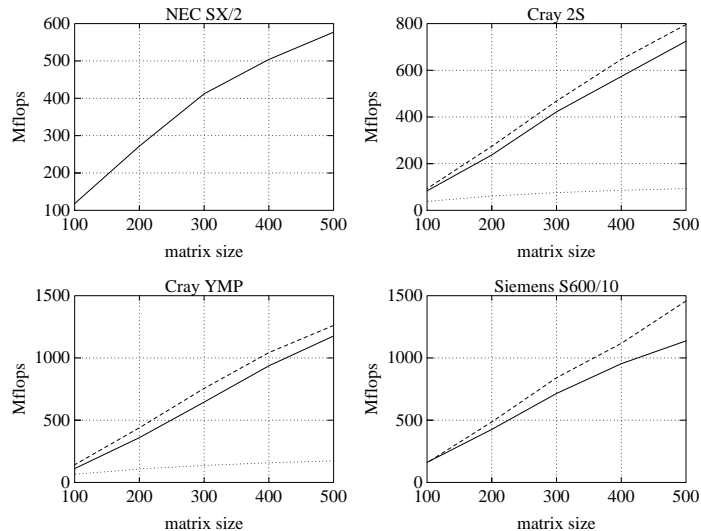 NEC SX/2
600
500
400
300
200
100
Mflops
100 200 300 400 500
matrix size
Cray 2S
800
600
400
200
0
Mflops
100 200 300 400 500
matrix size
Cray YMP
1500
1000
500
0
Mflops
100 200 300 400 500
matrix size
Siemens S600/10
1500
1000
500
0
Mflops
100 200 300 400 500
matrix size